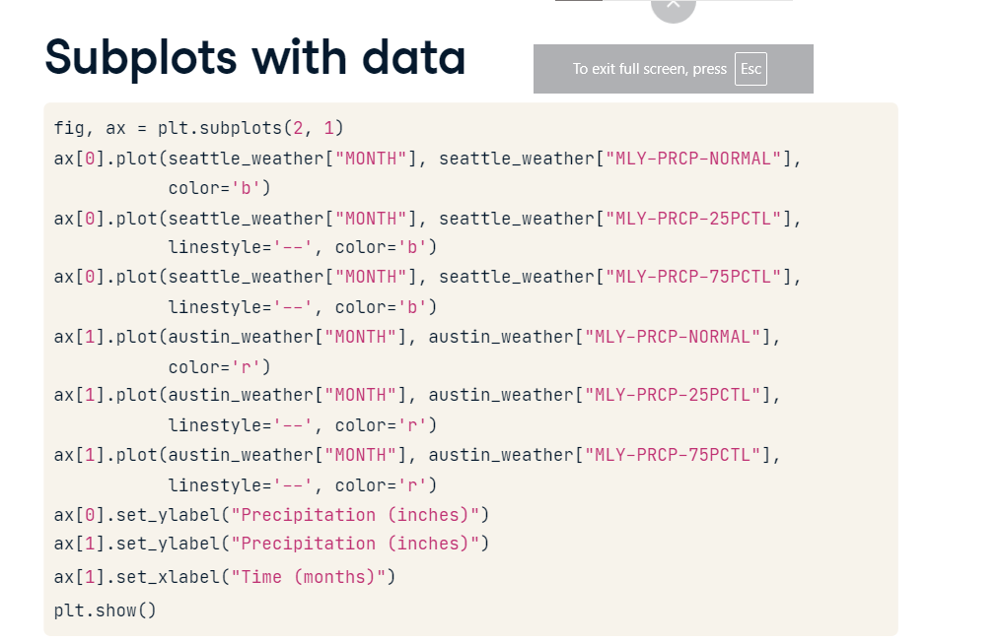 Subplots with data
To exit full screen, press Esc
fig, ax = plt.subplots(2, 1)
ax[0].plot(seattle_weather["MONTH"], seattle_weather["MLY-PRCP-NORMAL"],
           color='b')
ax[0].plot(seattle_weather["MONTH"], seattle_weather["MLY-PRCP-25PCTL"],
           linestyle='--', color='b')
ax[0].plot(seattle_weather["MONTH"], seattle_weather["MLY-PRCP-75PCTL"],
           linestyle='--', color='b')
ax[1].plot(austin_weather["MONTH"], austin_weather["MLY-PRCP-NORMAL"],
           color='r')
ax[1].plot(austin_weather["MONTH"], austin_weather["MLY-PRCP-25PCTL"],
           linestyle='--', color='r')
ax[1].plot(austin_weather["MONTH"], austin_weather["MLY-PRCP-75PCTL"],
           linestyle='--', color='r')
ax[0].set_ylabel("Precipitation (inches)")
ax[1].set_ylabel("Precipitation (inches)")
ax[1].set_xlabel("Time (months)")
plt.show()